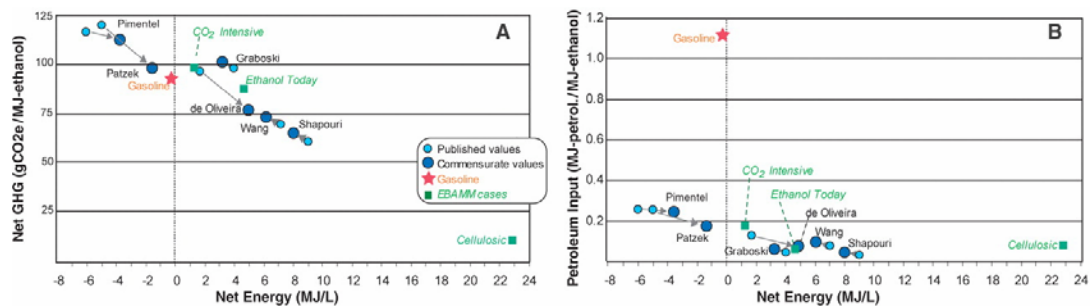 A
Net GHG (gCO2e/MJ-ethanol)
125
100
75
50
25
Pimentel
CO2 Intensive
Graboski
Patzek
Gasoline
Ethanol Today
de Oliveira
Wang
Shapouri
Published values
Commensurate values
Gasoline
EBAMM cases
Cellulosic
-8 -6 -4 -2 0 2 4 6 8 10 12 14 16 18 20 22 24
Net Energy (MJ/L)
B
Petroleum Input (MJ-petrol./MJ-ethanol)
1.2
1.0
0.8
0.6
0.4
0.2
Gasoline
CO2 Intensive
Ethanol Today
Pimentel
de Oliveira
Patzek
Wang
Graboski
Shapouri
Cellulosic
-8 -6 -4 -2 0 2 4 6 8 9 10 12 14 16 18 20 22 24
Net Energy (MJ/L)